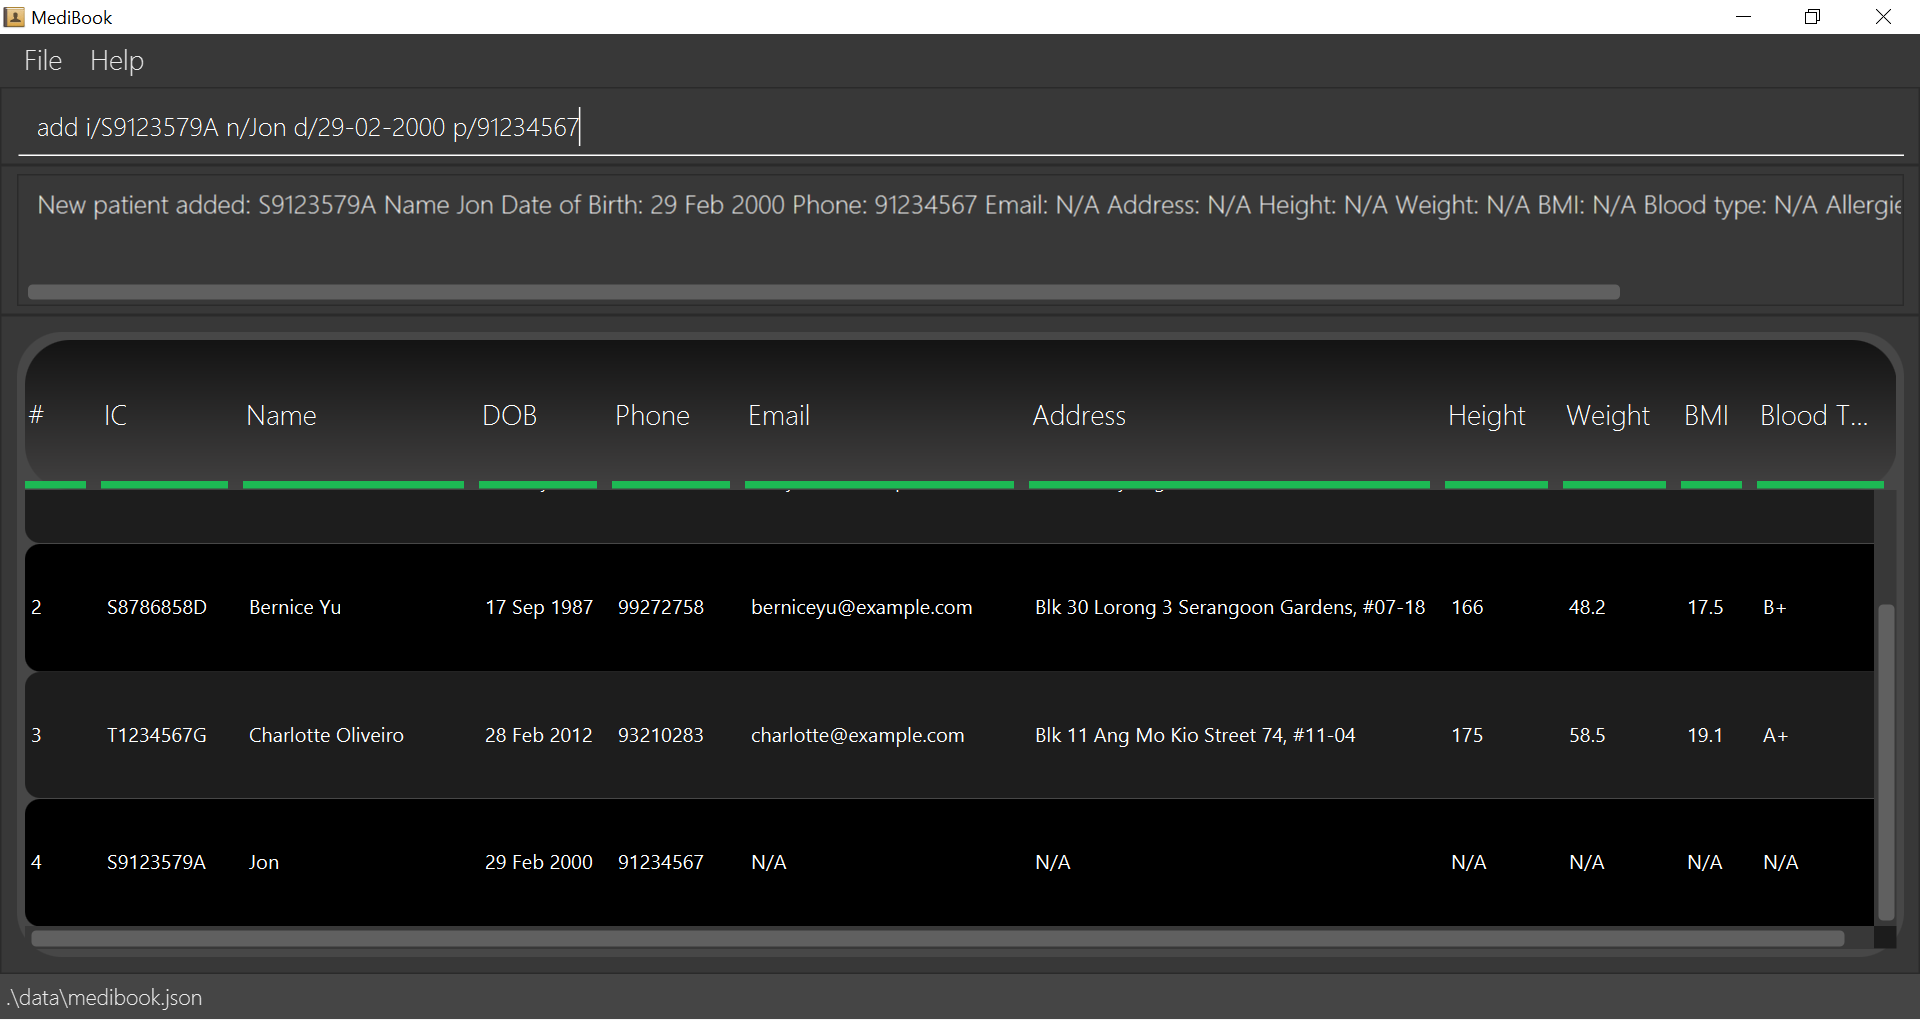 MediBook
File Help
add i/S9123579A n/Jon d/29-02-2000 p/91234567
New patient added: S9123579A Name Jon Date of Birth: 29 Feb 2000 Phone: 91234567 Email: N/A Address: N/A Height: N/A Weight: N/A BMI: N/A Blood type: N/A Allergie
# IC Name DOB Phone Email Address Height Weight BMI Blood T...
2 S8786858D Bernice Yu 17 Sep 1987 99272758 berniceyu@example.com Blk 30 Lorong 3 Serangoon Gardens, #07-18 166 48.2 17.5 B+
3 T1234567G Charlotte Oliveiro 28 Feb 2012 93210283 charlotte@example.com Blk 11 Ang Mo Kio Street 74, #11-04 175 58.5 19.1 A+
4 S9123579A Jon 29 Feb 2000 91234567 N/A N/A N/A N/A N/A N/A
.\data\medibook.json